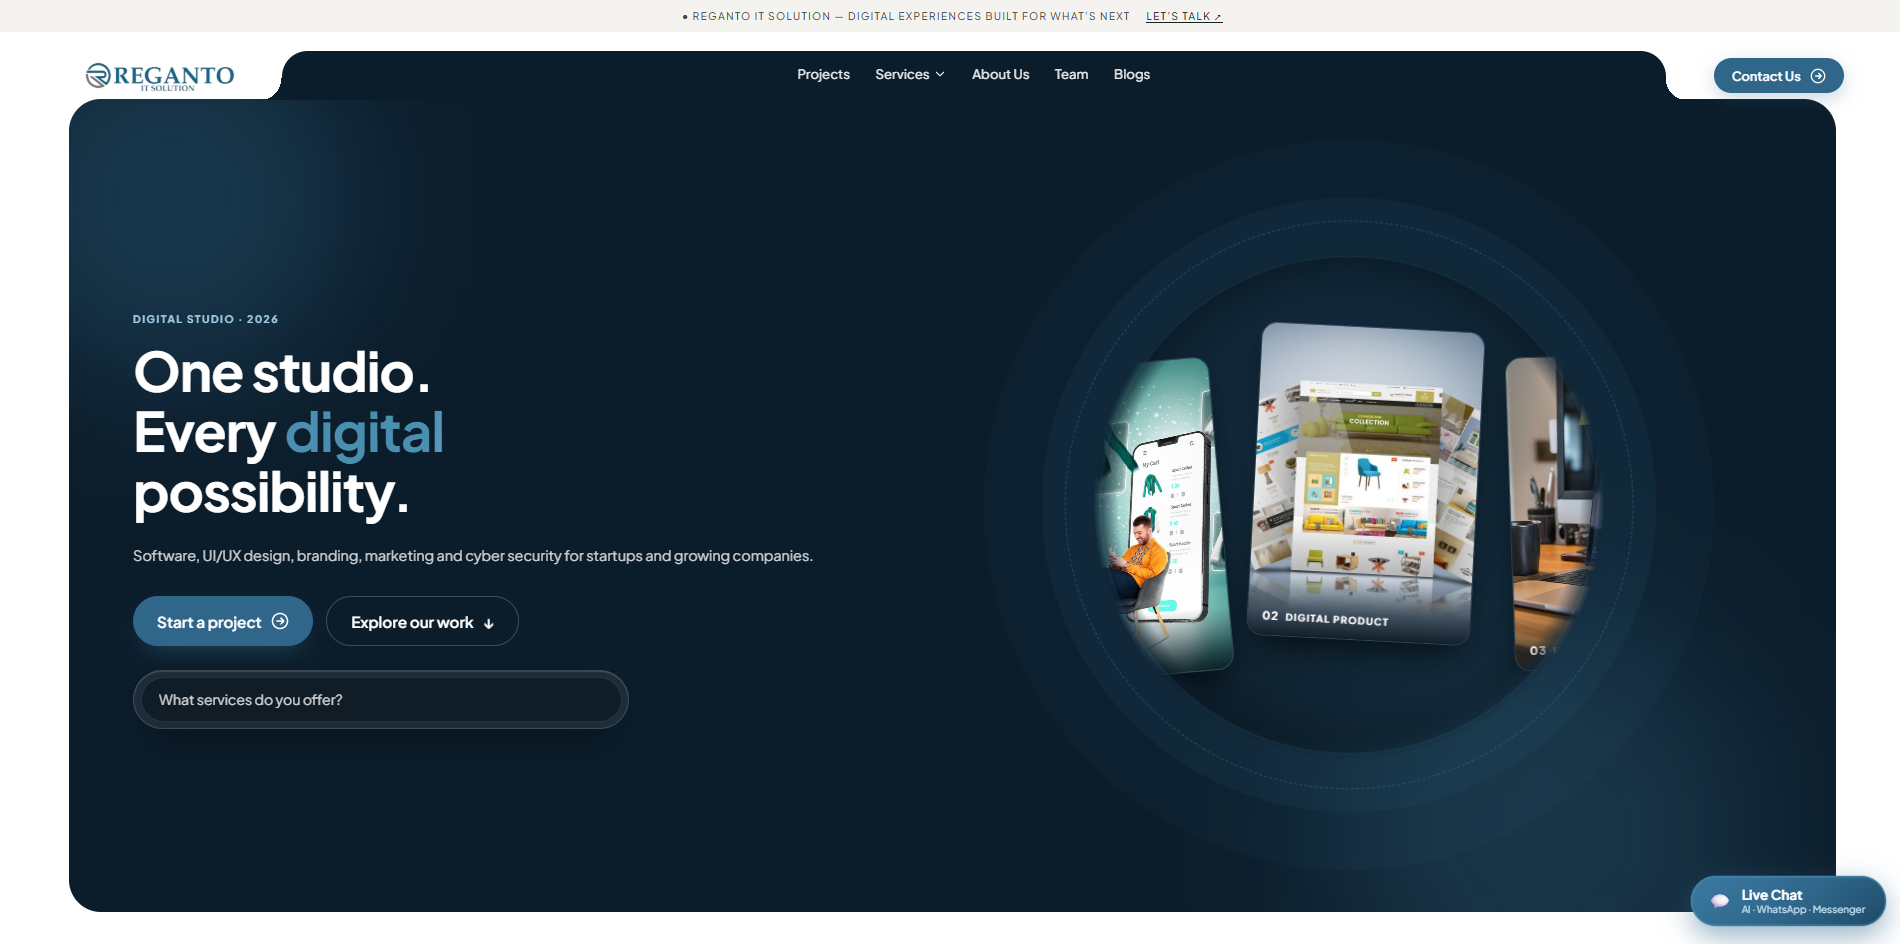 • REGANTO IT SOLUTION — DIGITAL EXPERIENCES BUILT FOR WHAT'S NEXT LET'S TALK ↗
REGANTO
IT SOLUTION
Projects Services About Us Team Blogs
Contact Us
DIGITAL STUDIO · 2026
One studio.
Every digital
possibility.
Software, UI/UX design, branding, marketing and cyber security for startups and growing companies.
Start a project
Explore our work ↓
What services do you offer?
My Cart
COLLECTION
02 DIGITAL PRODUCT
03
Live Chat
AI · WhatsApp · Messenger